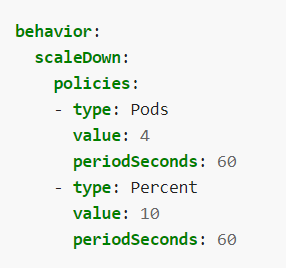 behavior:
  scaleDown:
    policies:
    - type: Pods
      value: 4
      periodSeconds: 60
    - type: Percent
      value: 10
      periodSeconds: 60